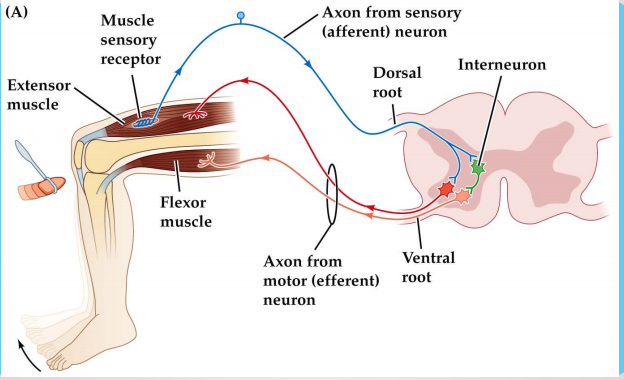 (A)
Muscle
sensory
receptor
Axon from sensory
(afferent) neuron
Extensor
muscle
Dorsal
root
Interneuron
Flexor
muscle
Axon from
motor (efferent)
neuron
Ventral
root